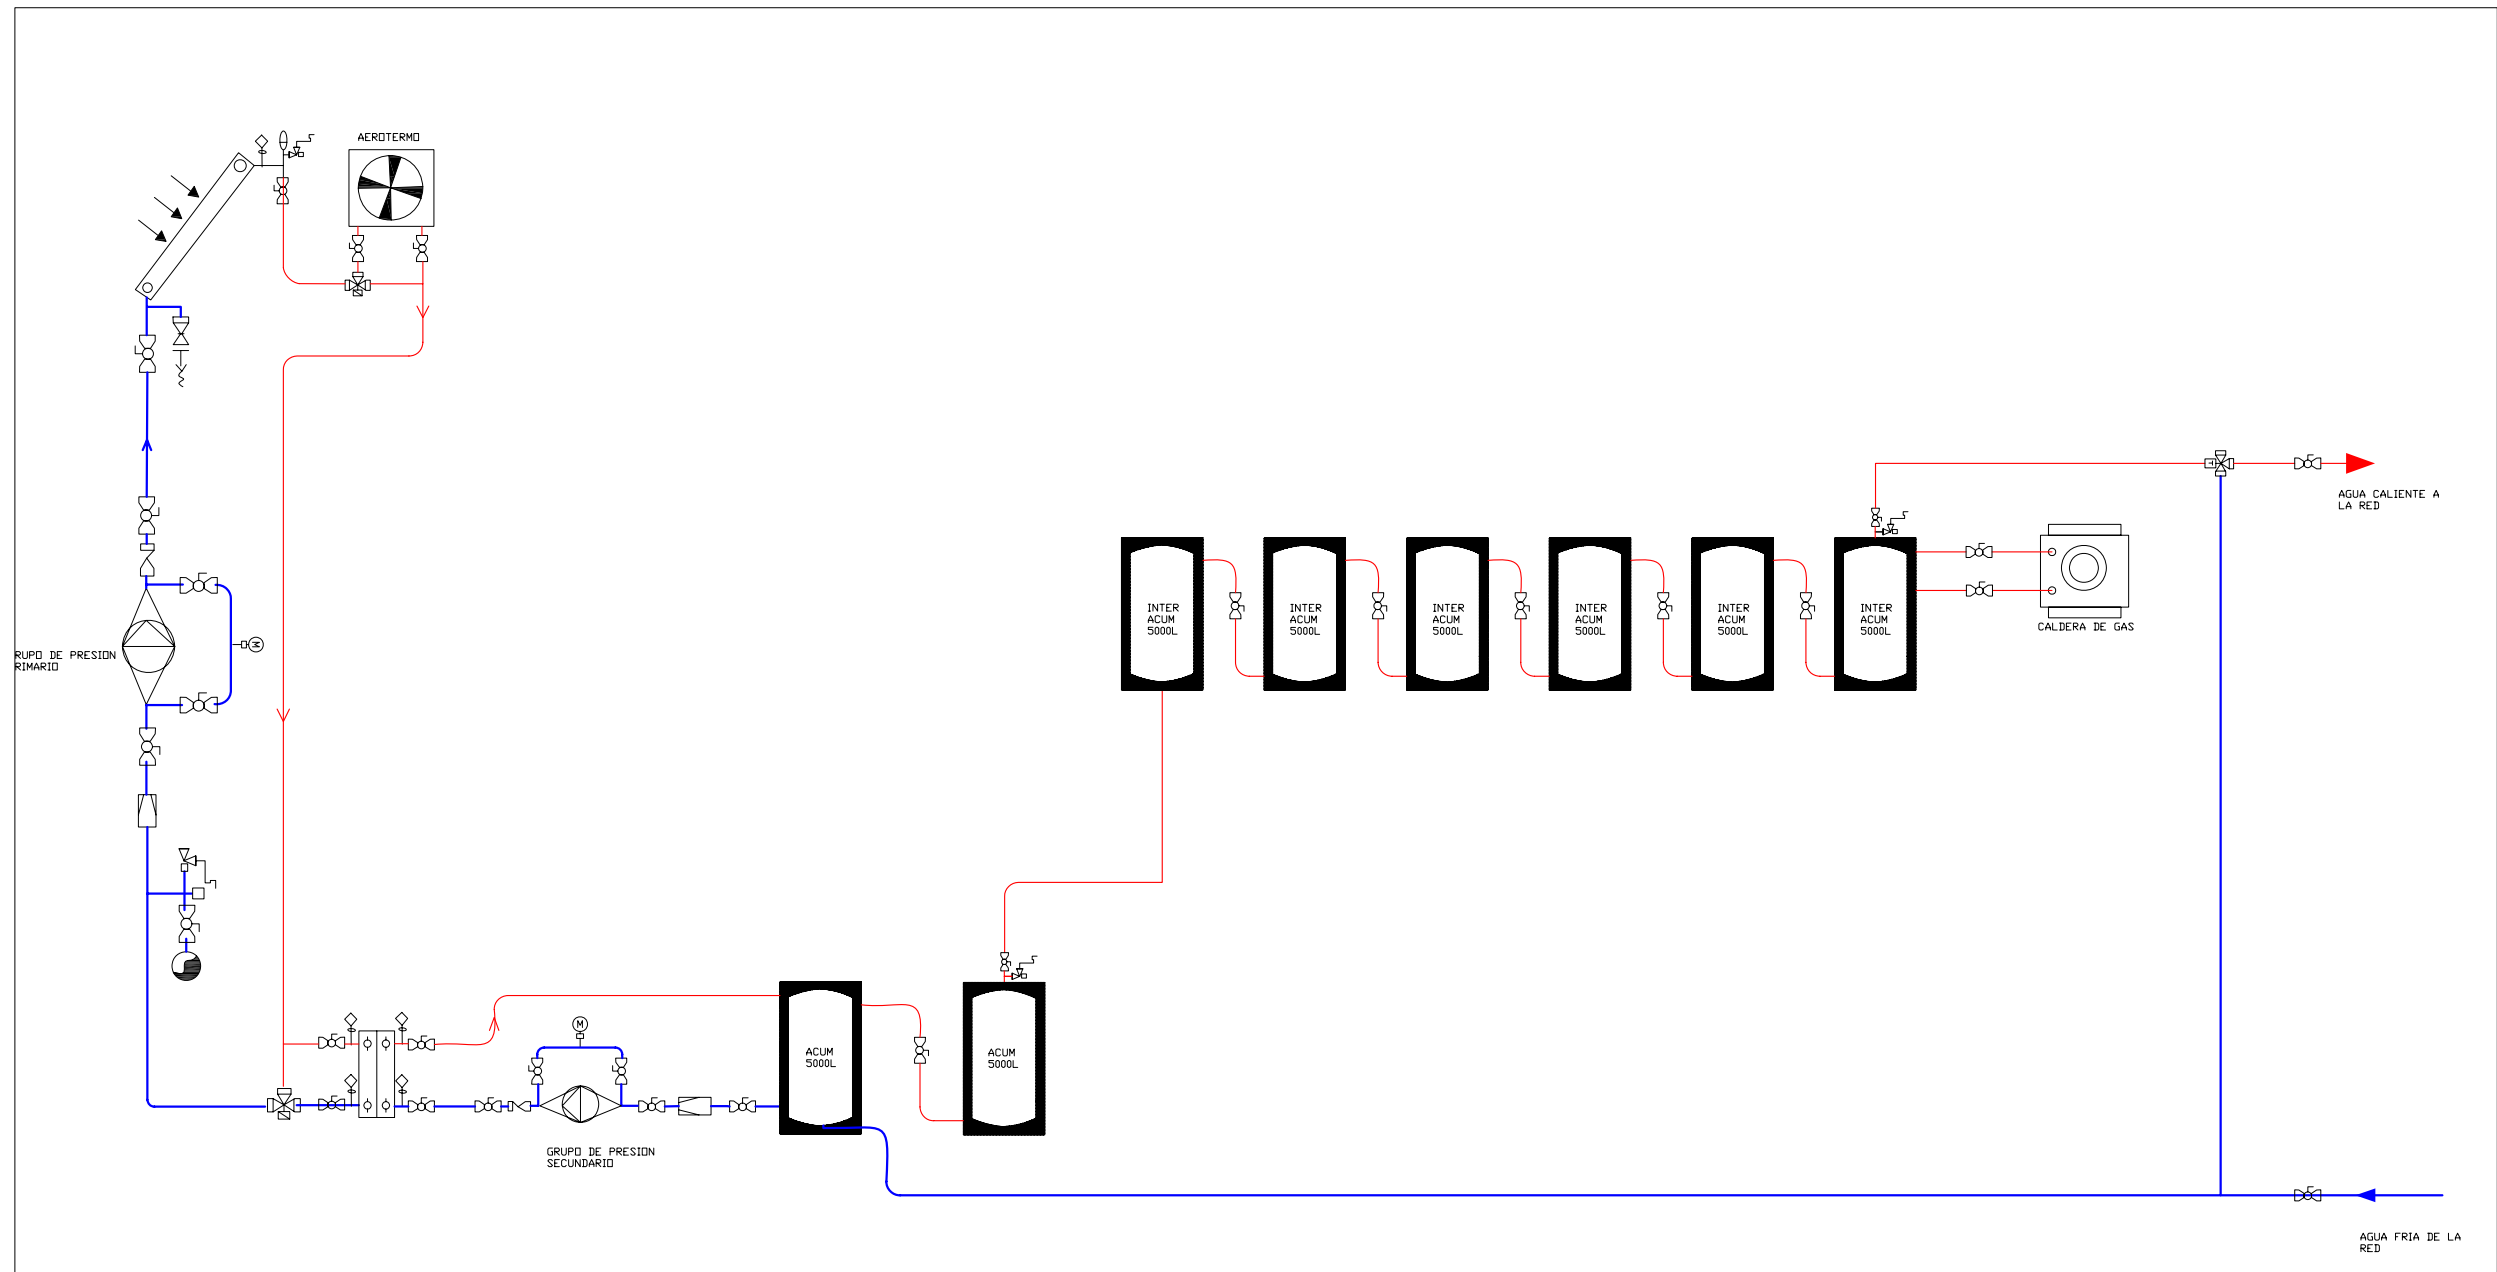 AEROTERMO
AGUA CALIENTE A
LA RED
INTER
ACUM
5000L
INTER
ACUM
5000L
INTER
ACUM
5000L
INTER
ACUM
5000L
INTER
ACUM
5000L
INTER
ACUM
5000L
CALDERA DE GAS
M
RUPO DE PRESION
RIMARIO
M
ACUM
5000L
ACUM
5000L
GRUPO DE PRESION
SECUNDARIO
AGUA FRIA DE LA
RED